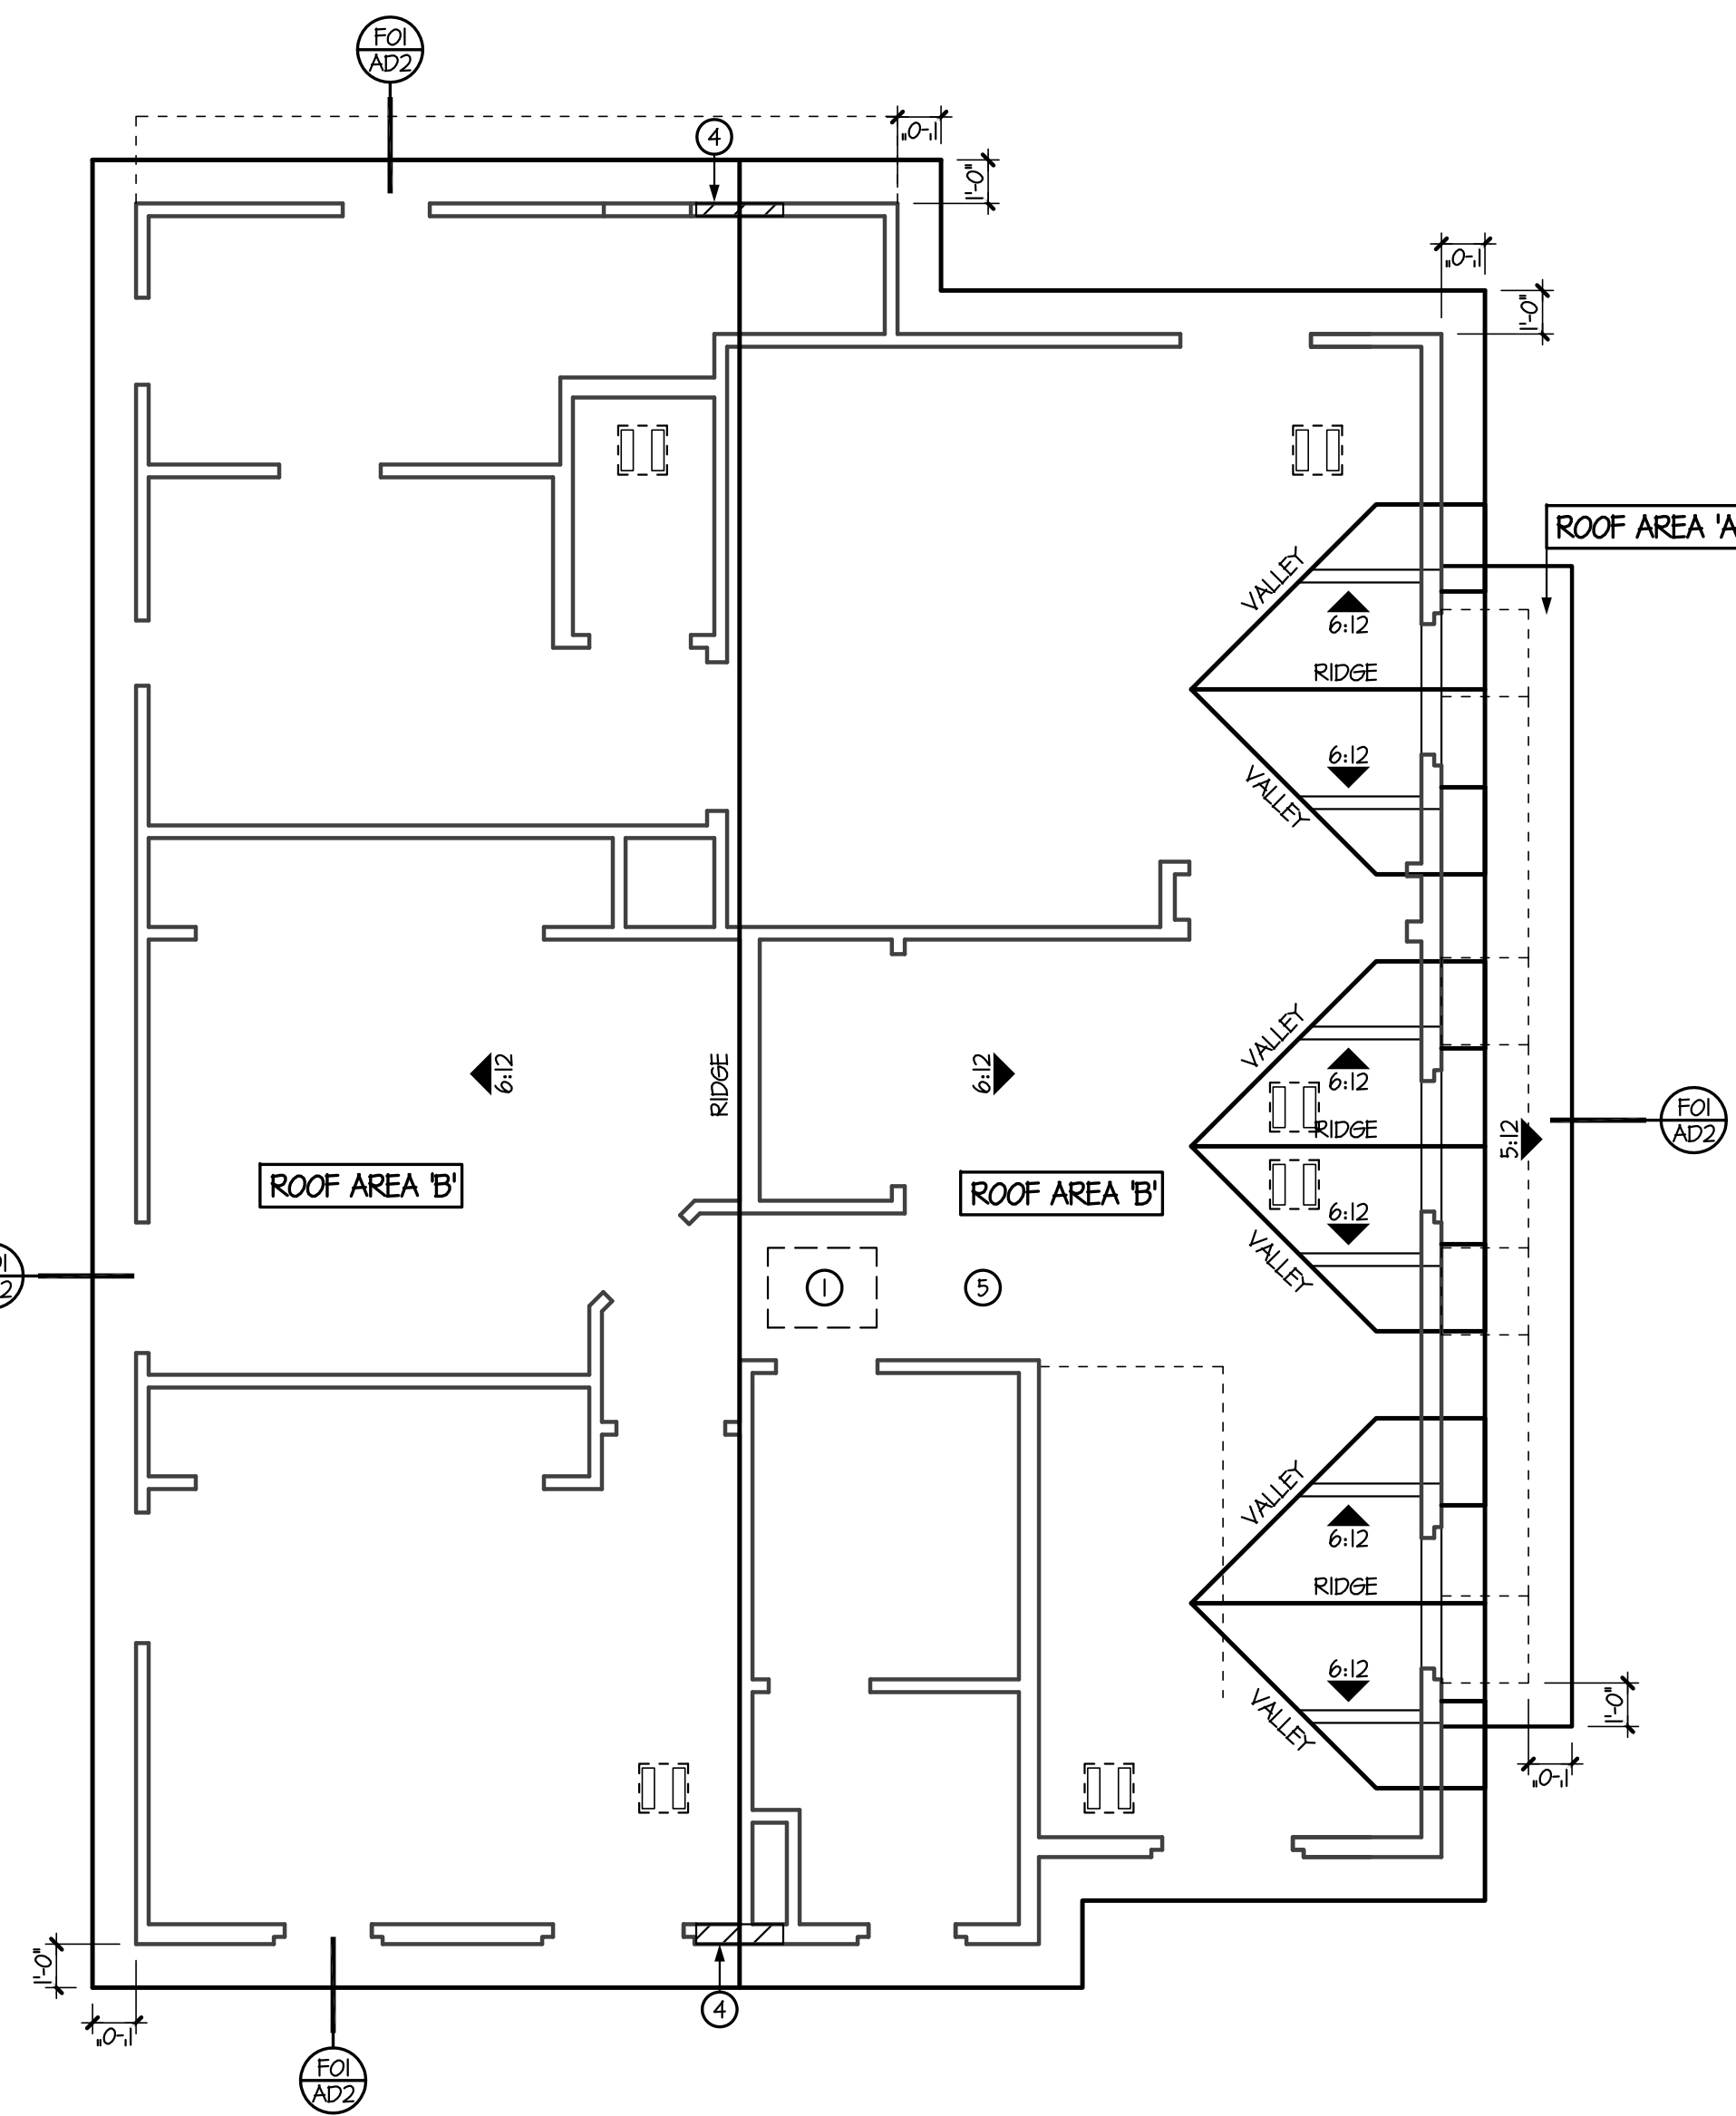 F01
AD2
4
1'-0"
1'-0"
1'-0"
1'-0"
ROOF AREA 'A
VALLEY
6:12
RIDGE
6:12
VALLEY
VALLEY
6:12
RIDGE
6:12
VALLEY
6:12
RIDGE
6:12
5:12
F01
AD2
ROOF AREA 'B'
ROOF AREA 'B'
1
5
VALLEY
6:12
RIDGE
6:12
VALLEY
1'-0"
1'-0"
1'-0"
1'-0"
4
F01
AD2